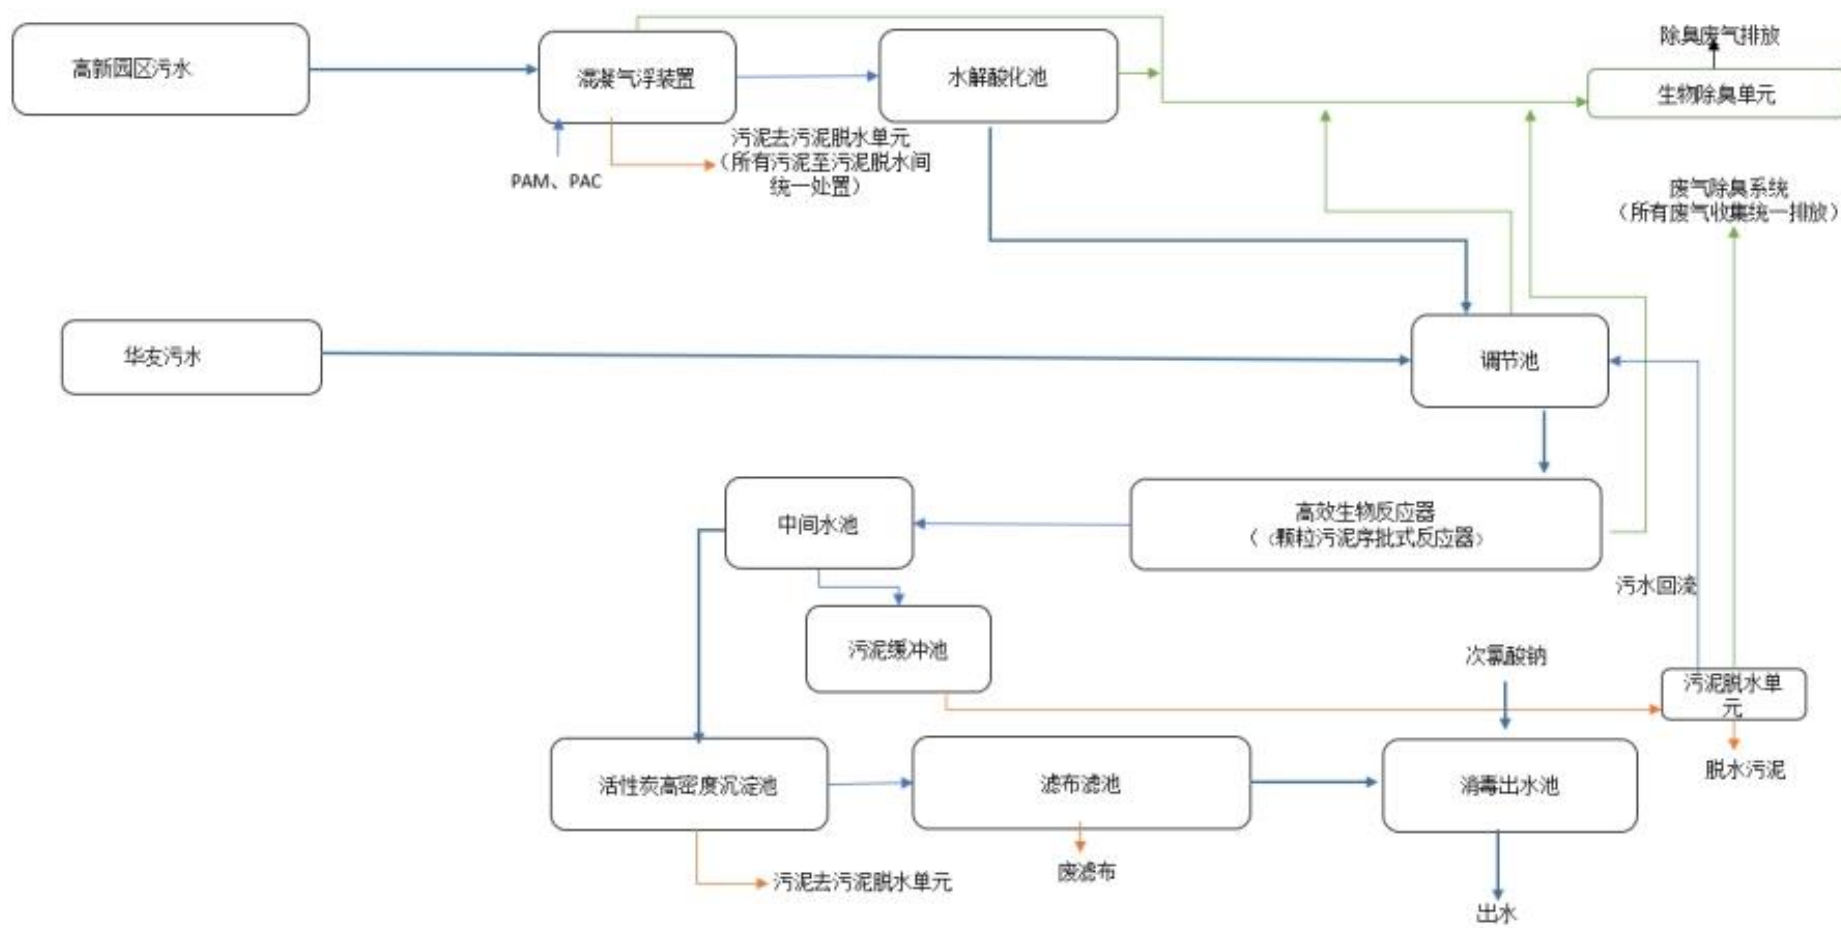 除臭废气排放
高新园区污水
混凝气浮装置
水解酸化池
生物除臭单元
污泥去污泥脱水单元
（所有污泥至污泥脱水间
统一处置）
PAM、PAC
废气除臭系统
（所有废气收集统一排放）
华友污水
调节池
中间水池
高效生物反应器
（（颗粒污泥序批式反应器）
污水回流
污泥缓冲池
次氯酸钠
污泥脱水单
元
活性炭高密度沉淀池
滤布滤池
消毒出水池
脱水污泥
污泥去污泥脱水单元
废滤布
出水